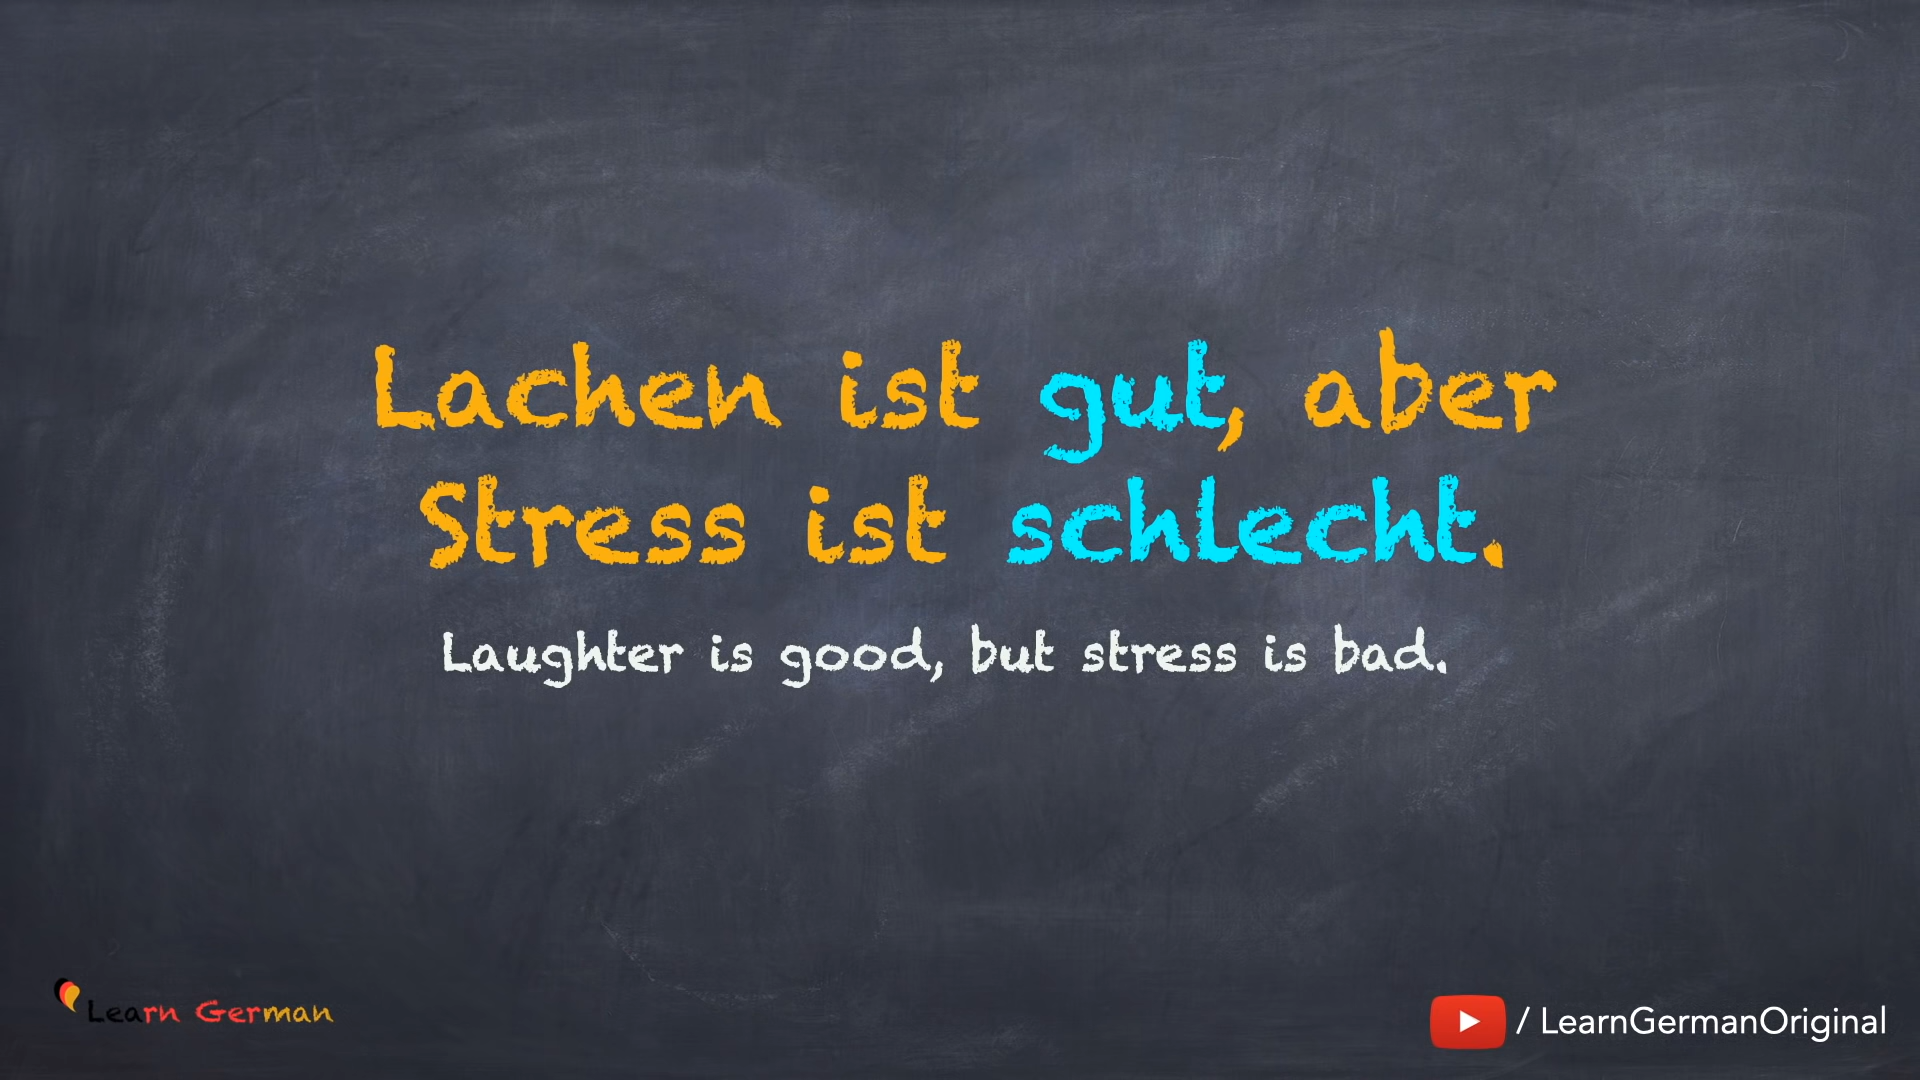 Lachen ist gut, aber
Stress ist schlecht.
Laughter is good, but stress is bad.
Learn German
/ LearnGermanOriginal